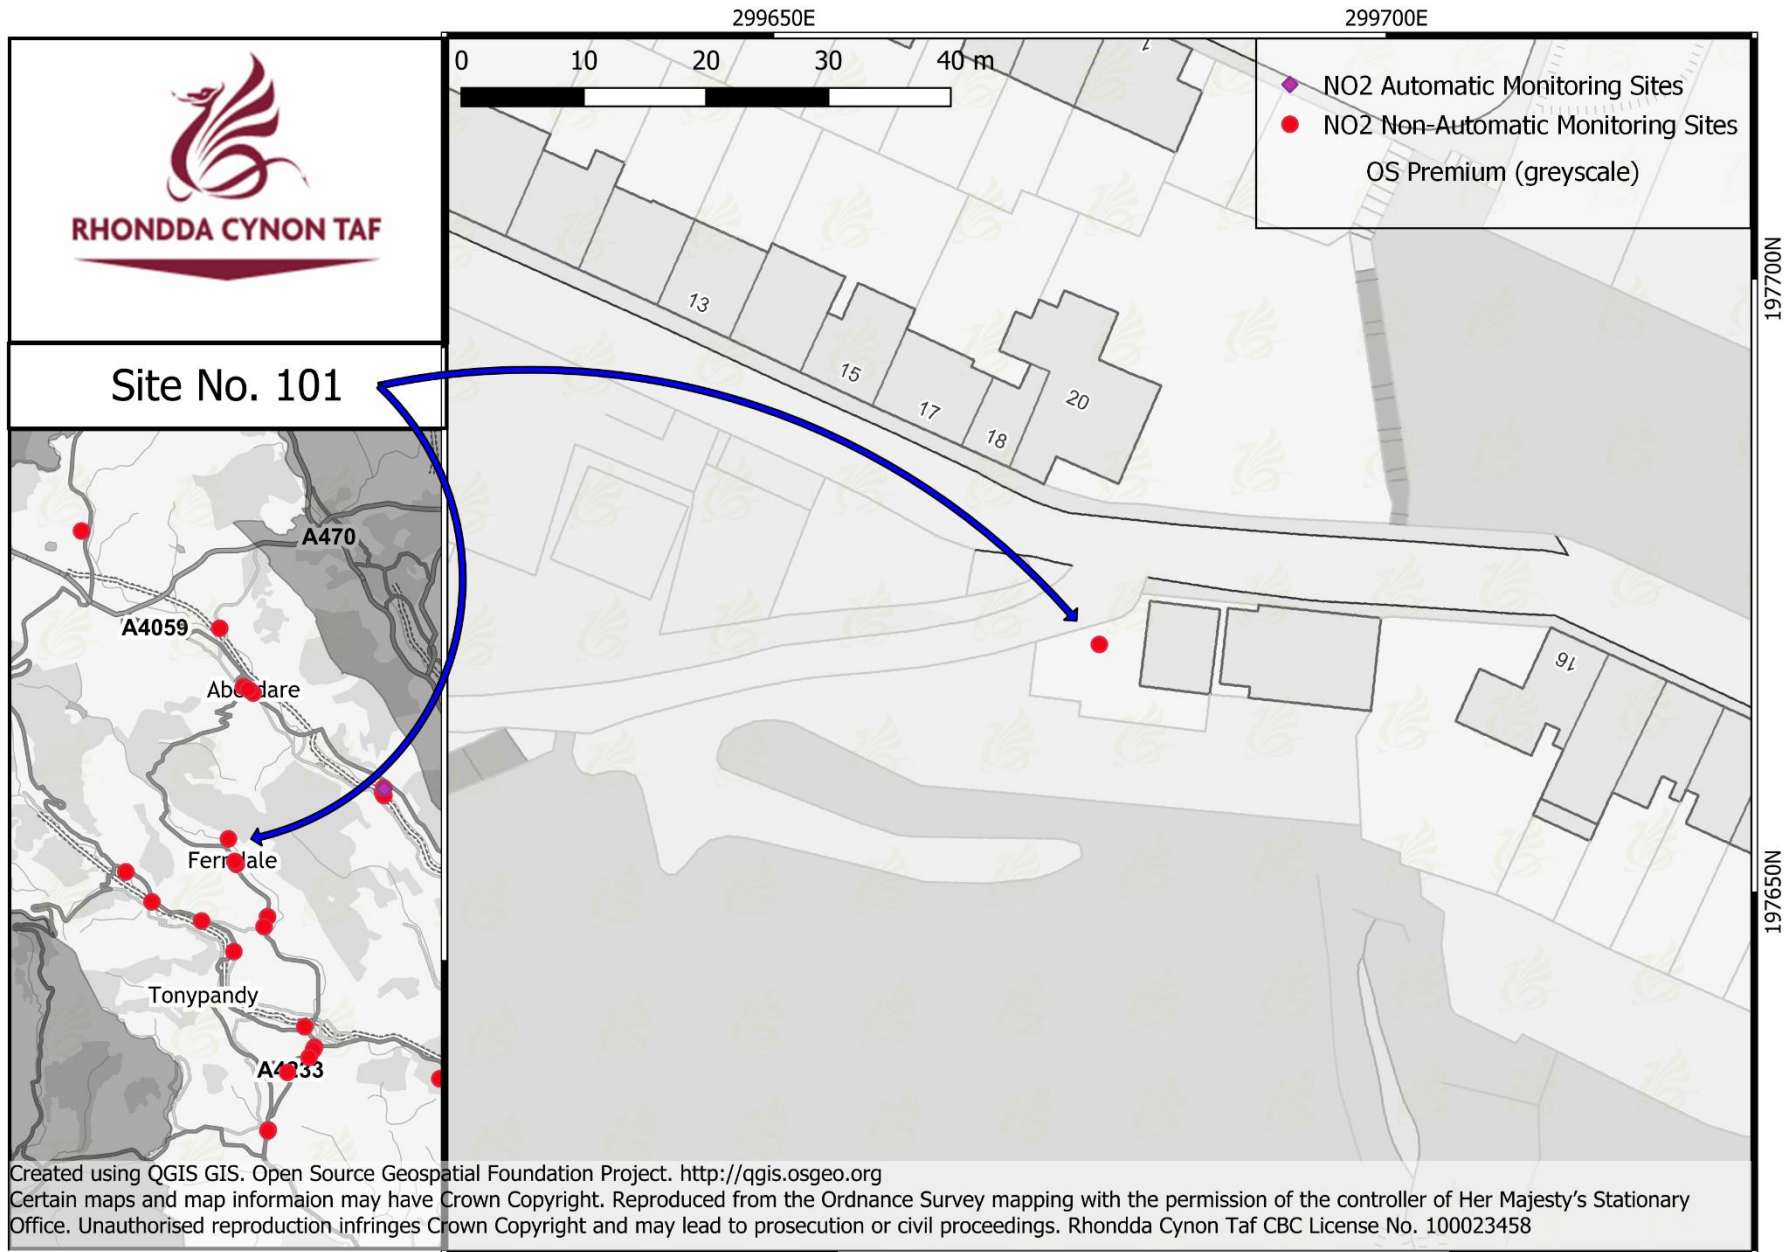 299650E
299700E
0 10 20 30 40 m
NO2 Automatic Monitoring Sites
NO2 Non-Automatic Monitoring Sites
OS Premium (greyscale)
RHONDDA CYNON TAF
Site No. 101
197700N
197650N
1
13
15
17
18
20
16
A470
A4059
Aberdare
Ferndale
Tonypandy
A4233
Created using QGIS GIS. Open Source Geospatial Foundation Project. http://qgis.osgeo.org
Certain maps and map informaion may have Crown Copyright. Reproduced from the Ordnance Survey mapping with the permission of the controller of Her Majesty's Stationary
Office. Unauthorised reproduction infringes Crown Copyright and may lead to prosecution or civil proceedings. Rhondda Cynon Taf CBC License No. 100023458